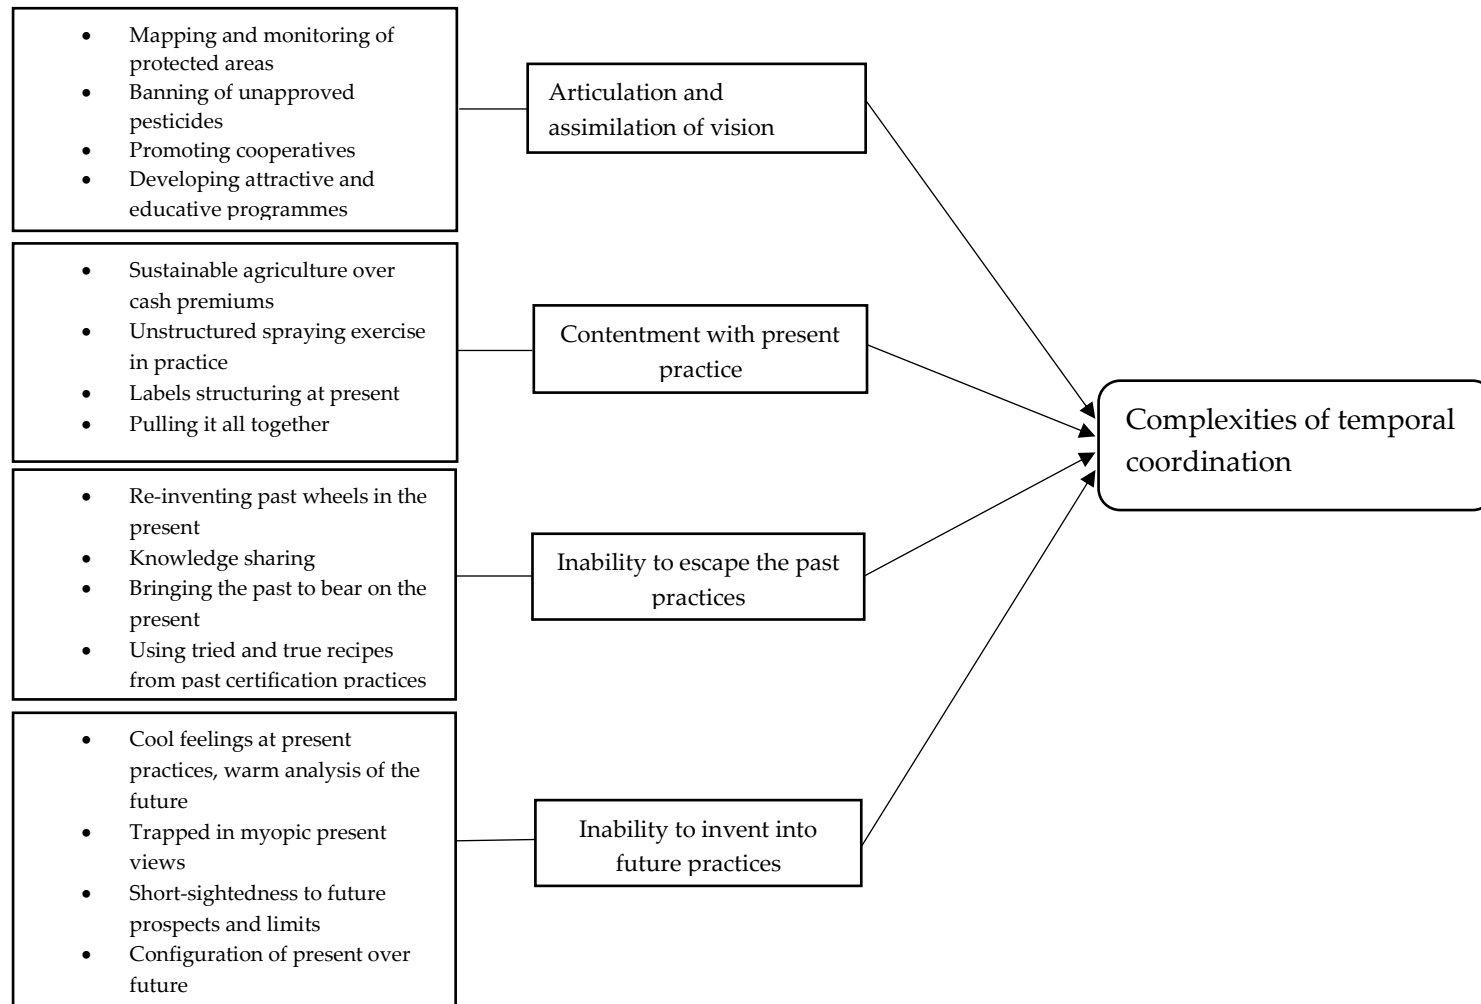 • Mapping and monitoring of
protected areas
• Banning of unapproved
pesticides
• Promoting cooperatives
• Developing attractive and
educative programmes
Articulation and
assimilation of vision
• Sustainable agriculture over
cash premiums
• Unstructured spraying exercise
in practice
• Labels structuring at present
• Pulling it all together
Contentment with present
practice
• Re-inventing past wheels in the
present
• Knowledge sharing
• Bringing the past to bear on the
present
• Using tried and true recipes
from past certification practices
Inability to escape the past
practices
• Cool feelings at present
practices, warm analysis of the
future
• Trapped in myopic present
views
• Short-sightedness to future
prospects and limits
• Configuration of present over
future
Inability to invent into
future practices
Complexities of temporal
coordination